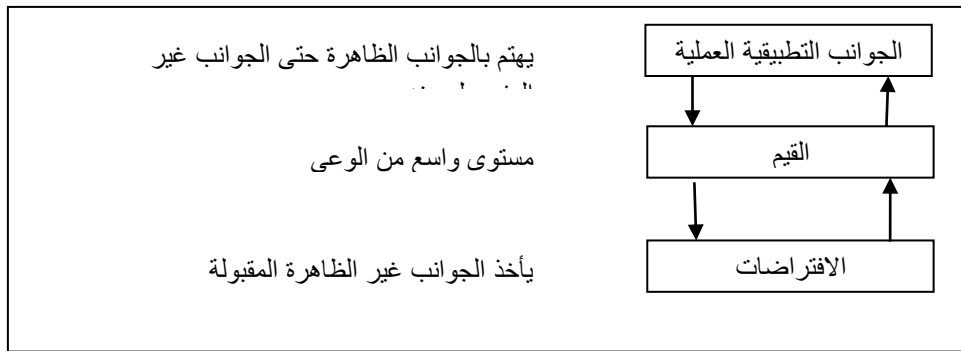 الجوانب التطبيقية العملية
يهتم بالجوانب الظاهرة حتى الجوانب غير
القيم
مستوى واسع من الوعي
الافتراضات
يأخذ الجوانب غير الظاهرة المقبولة